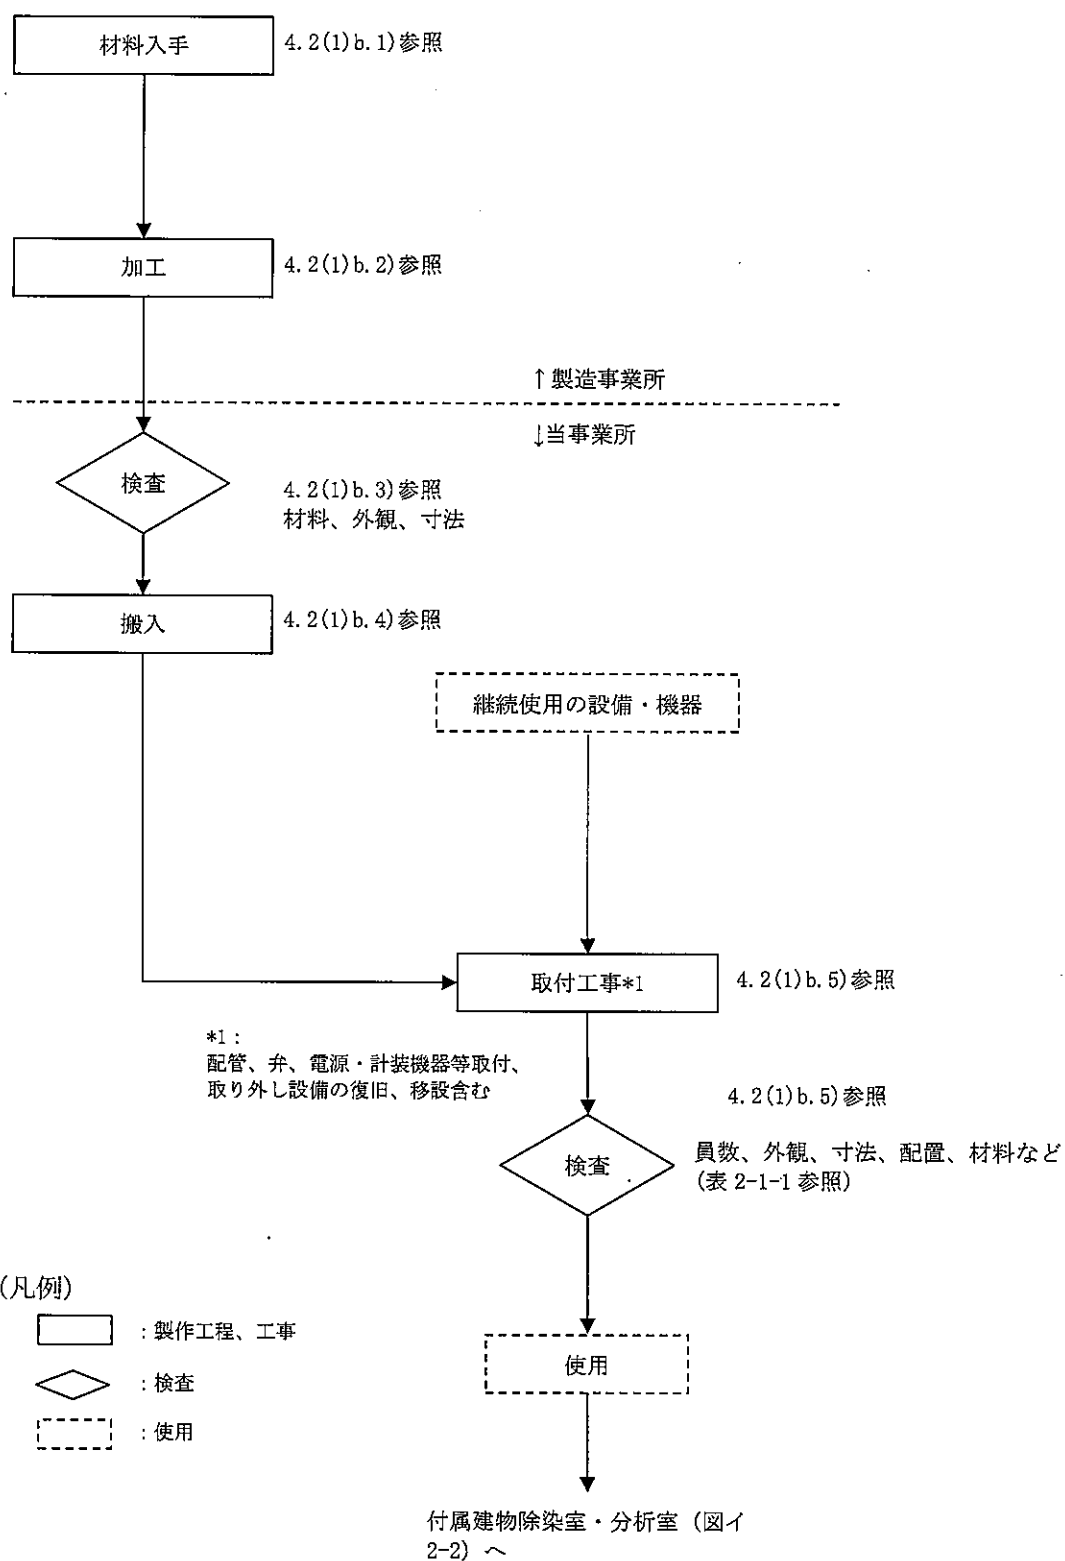 材料入手
4.2(1)b.1)参照
加工
4.2(1)b.2)参照
↑製造事業所
↓当事業所
検査
4.2(1)b.3)参照
材料、外観、寸法
搬入
4.2(1)b.4)参照
継続使用の設備・機器
取付工事*1
4.2(1)b.5)参照
*1:
配管、弁、電源・計装機器等取付、
取り外し設備の復旧、移設含む
4.2(1)b.5)参照
検査
員数、外観、寸法、配置、材料など
(表 2-1-1 参照)
(凡例)
:製作工程、工事
:検査
:使用
使用
付属建物除染室・分析室(図イ
2-2)へ